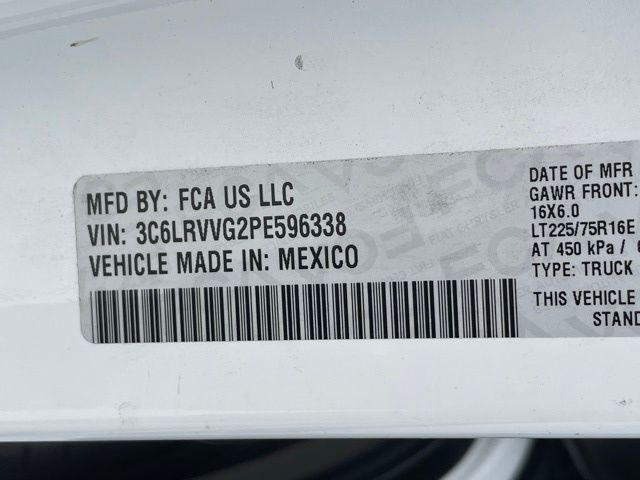 MFD BY: FCA US LLC
VIN: 3C6LRVVG2PE596338
VEHICLE MADE IN: MEXICO
DATE OF MFR
GAWR FRONT:
16X6.0
LT225/75R16E
AT 450 kPa /
TYPE: TRUCK
THIS VEHICLE
STAND